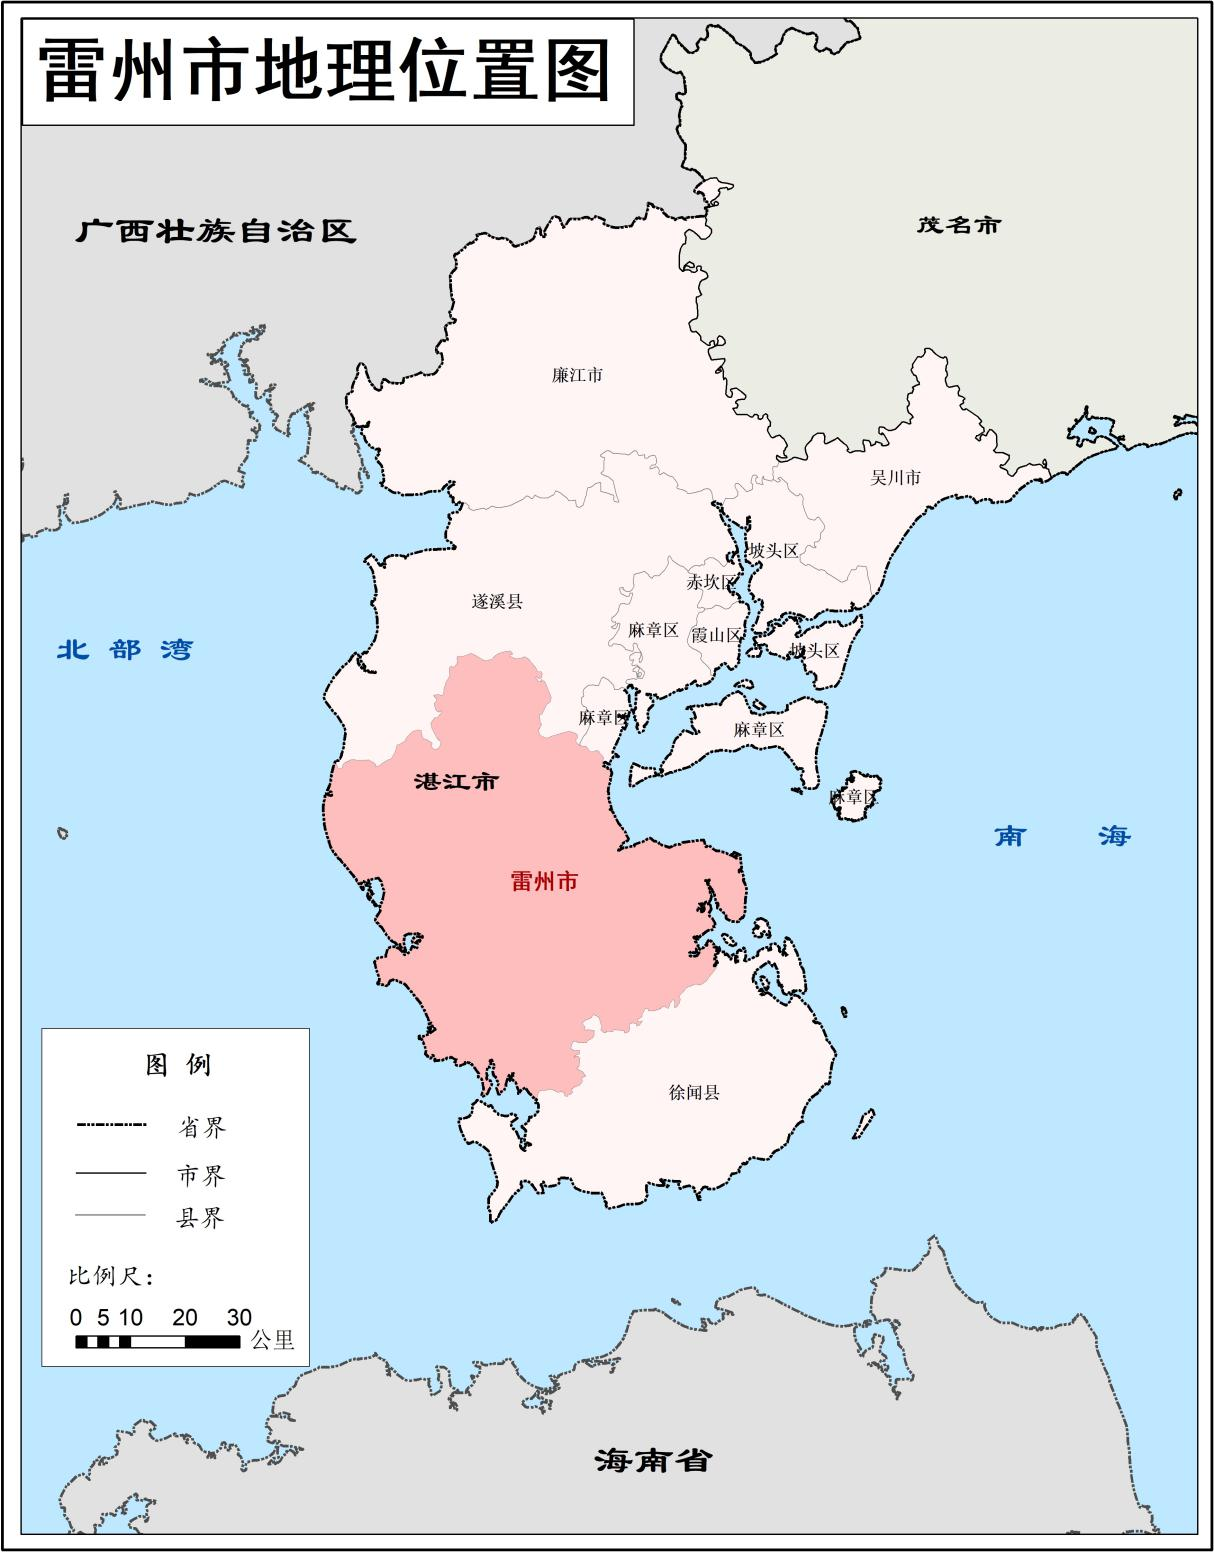 雷州市地理位置图
广西壮族自治区
茂名市
廉江市
吴川市
坡头区
赤坎区
遂溪县
麻章区
霞山区
北部湾
坡头区
麻章区
麻章区
湛江市
麻章区
南海
雷州市
徐闻县
图例
省界
市界
县界
比例尺:
0 5 10 20 30
公里
海南省